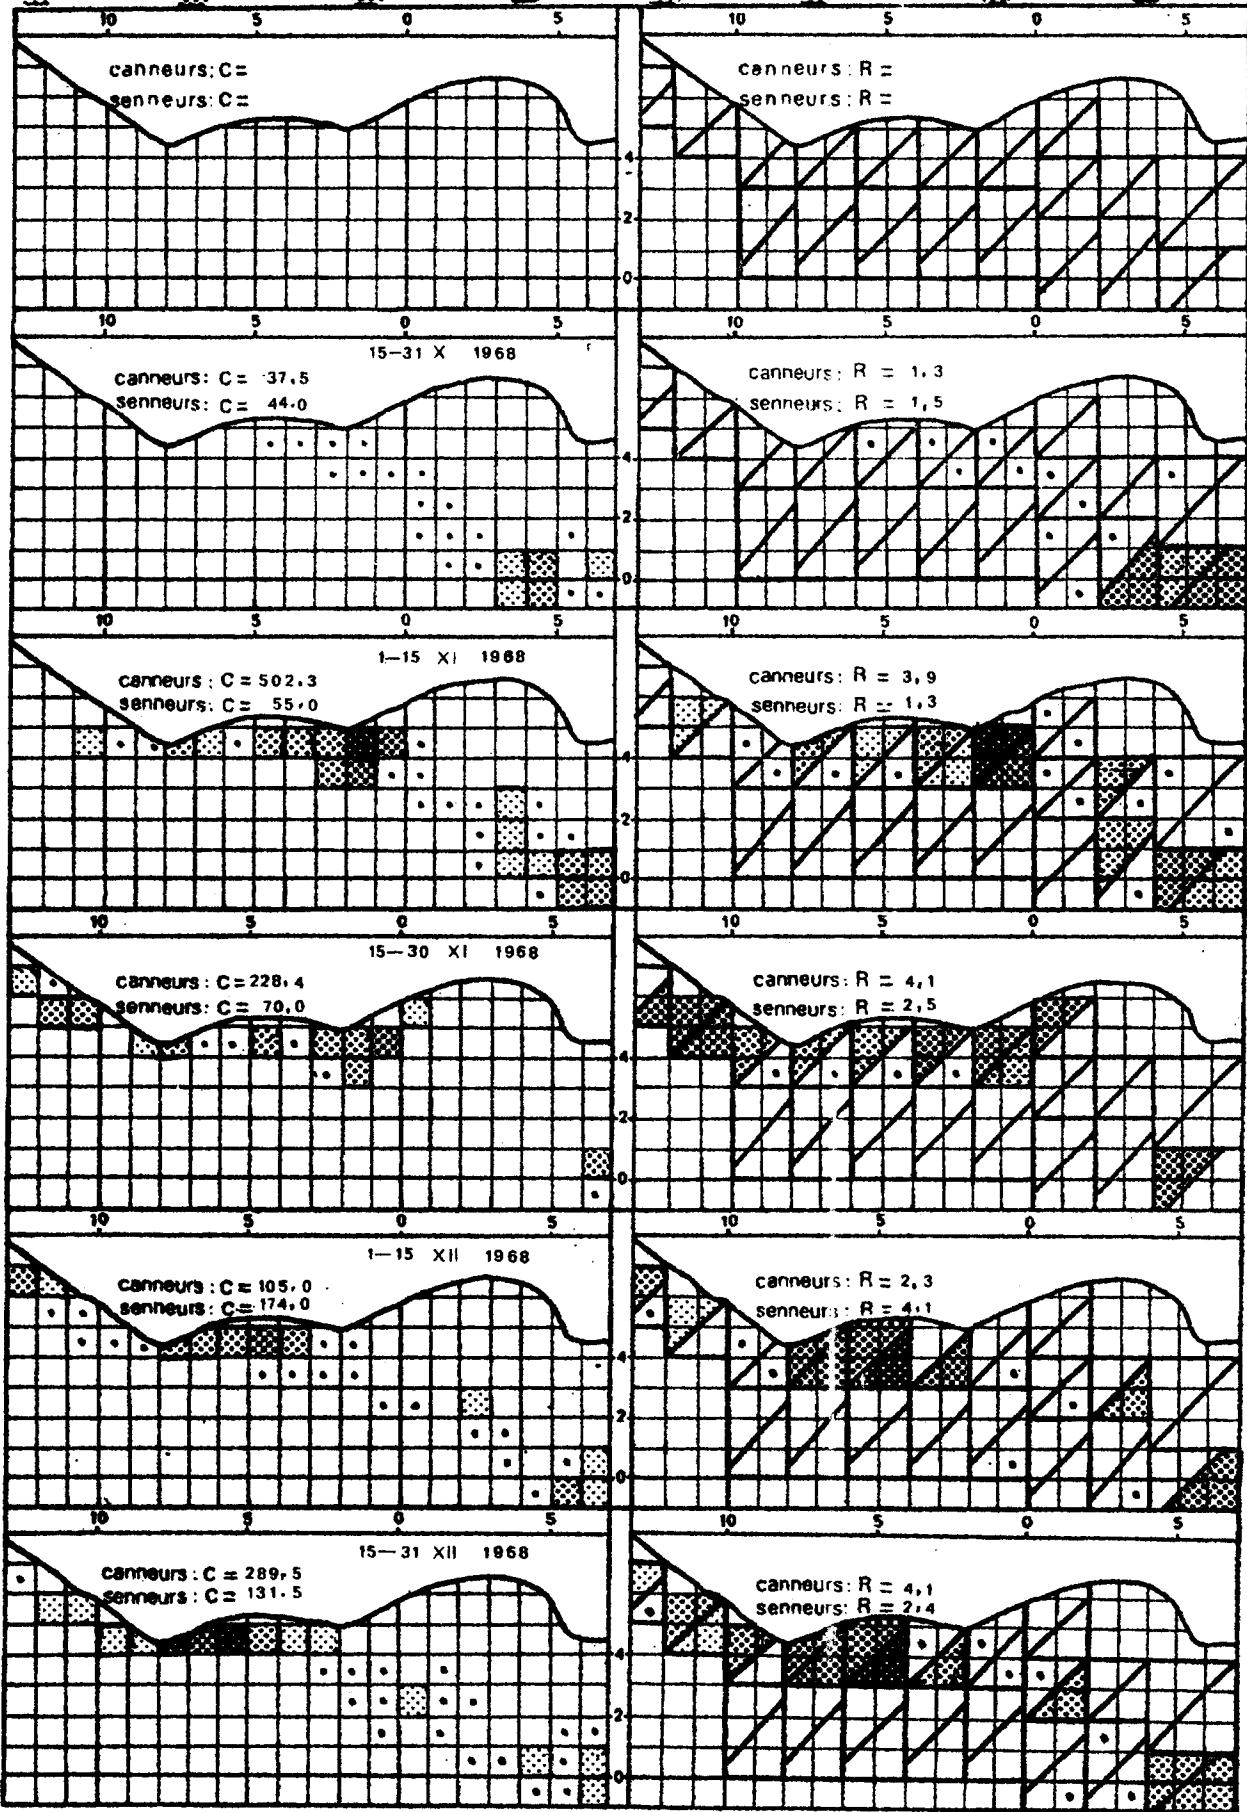 10 5 0 5 10 5 0 5
canneurs: C=
senneurs: C=
canneurs: R =
senneurs: R =
4
2
0
10 5 0 5 10 5 0 5
15—31 X 1968
canneurs: C= 37,5
senneurs: C= 44,0
canneurs: R = 1,3
senneurs: R = 1,5
4
2
0
10 5 0 5 10 5 0 5
1—15 XI 1968
canneurs: C= 502,3
senneurs: C= 55,0
canneurs: R = 3,9
senneurs: R = 1,3
4
2
0
10 5 0 5 10 5 0 5
15—30 XI 1968
canneurs: C= 228,4
senneurs: C= 70,0
canneurs: R = 4,1
senneurs: R = 2,5
4
2
0
10 5 0 5 10 5 0 5
1—15 XII 1968
canneurs: C= 105,0
senneurs: C= 174,0
canneurs: R = 2,3
senneurs: R = 4,1
4
2
0
10 5 0 5 10 5 0 5
15—31 XII 1968
canneurs: C= 289,5
senneurs: C= 131,5
canneurs: R = 4,1
senneurs: R = 2,4
4
2
0